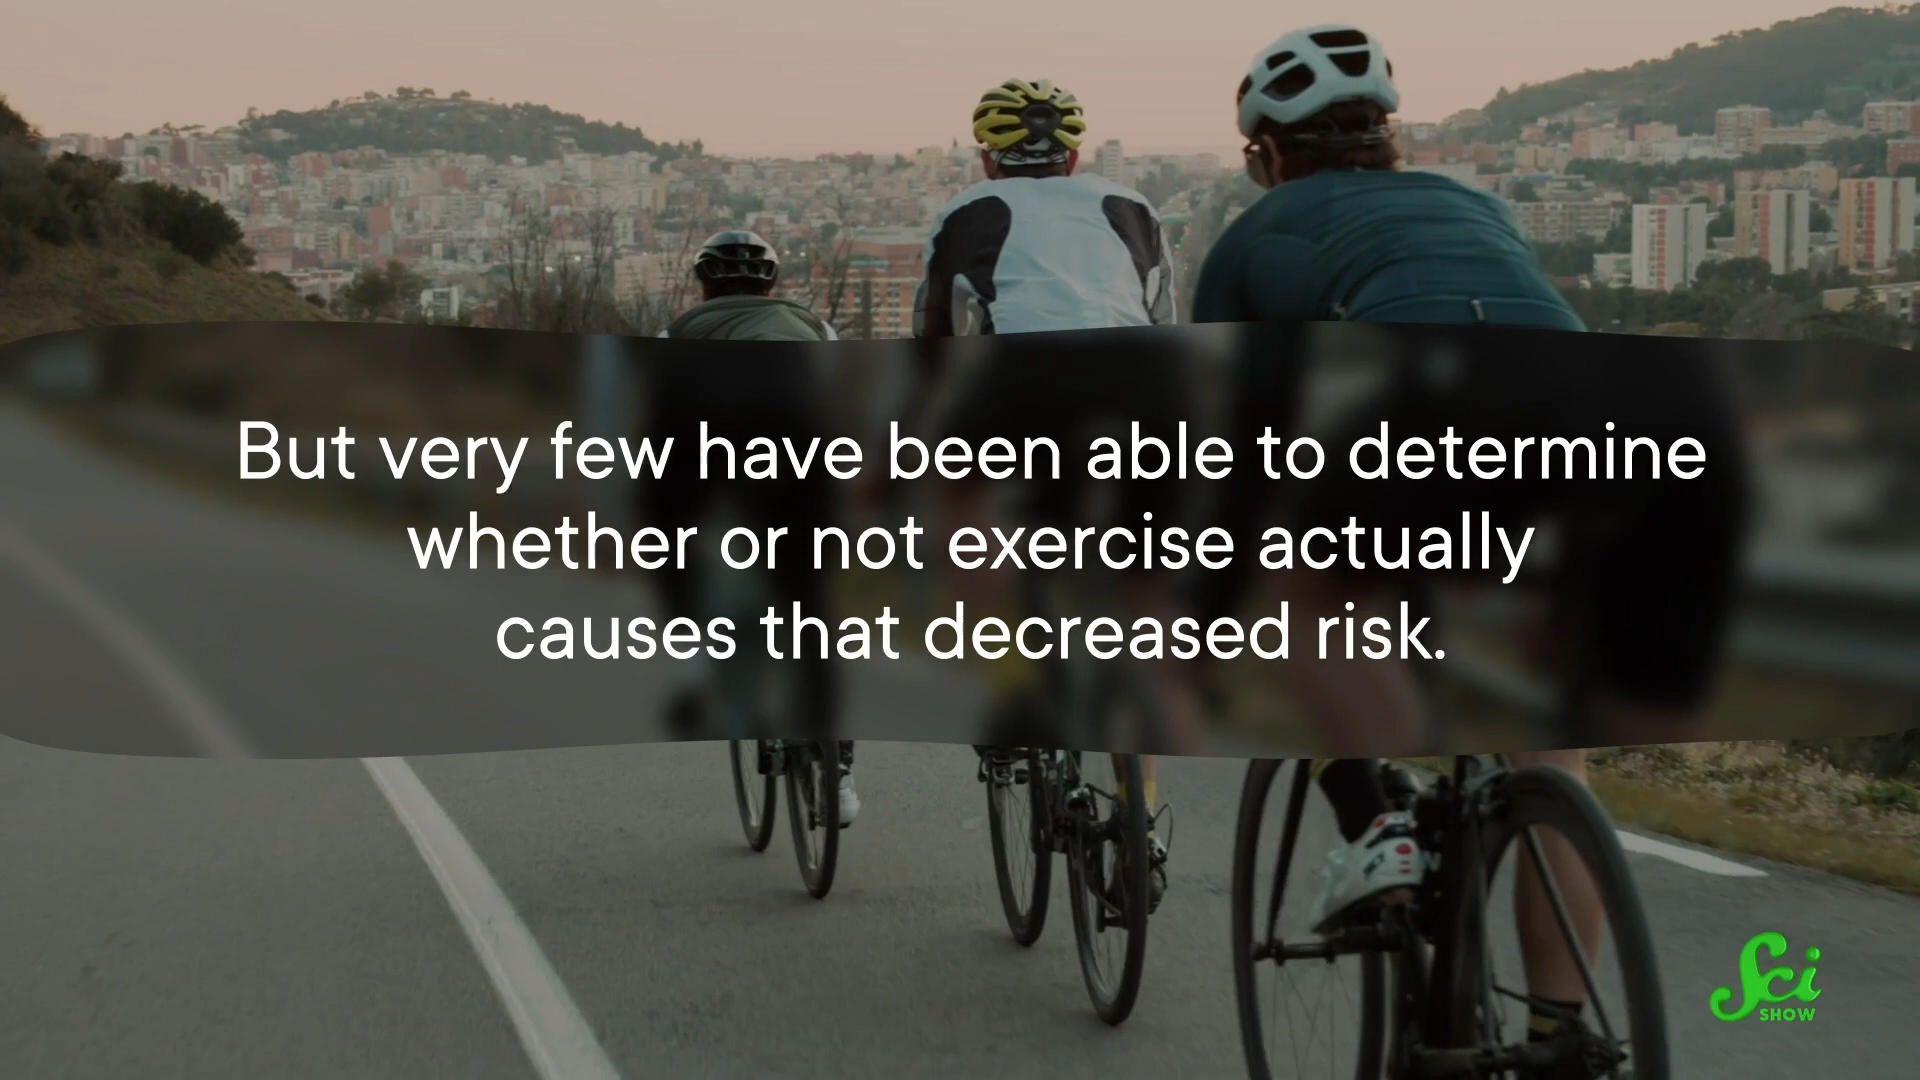 But very few have been able to determine
whether or not exercise actually
causes that decreased risk.
Sci
SHOW